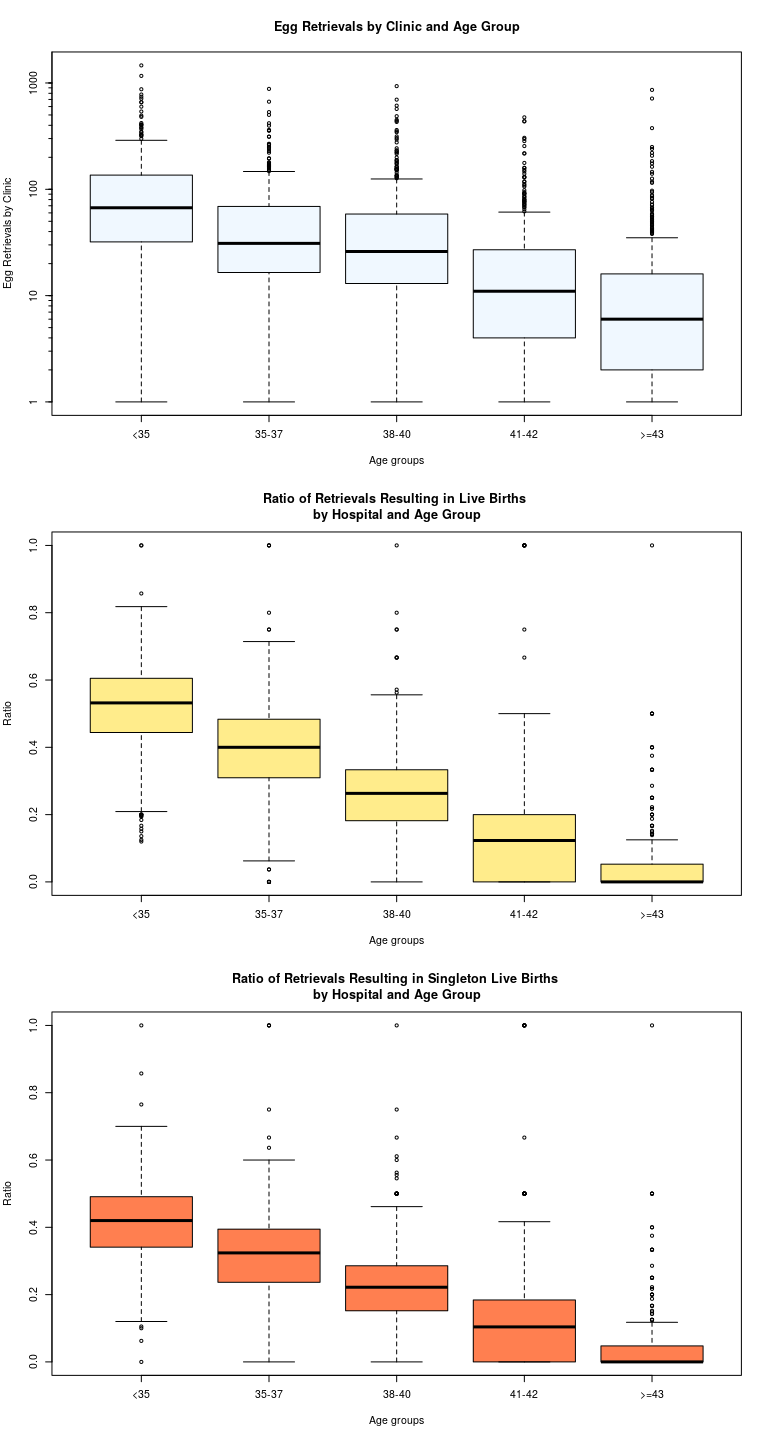 Egg Retrievals by Clinic and Age Group
Egg Retrievals by Clinic
1000
100
10
1
<35 35-37 38-40 41-42 >=43
Age groups
Ratio of Retrievals Resulting in Live Births
by Hospital and Age Group
Ratio
1.0
0.8
0.6
0.4
0.2
0.0
<35 35-37 38-40 41-42 >=43
Age groups
Ratio of Retrievals Resulting in Singleton Live Births
by Hospital and Age Group
Ratio
1.0
0.8
0.6
0.4
0.2
0.0
<35 35-37 38-40 41-42 >=43
Age groups